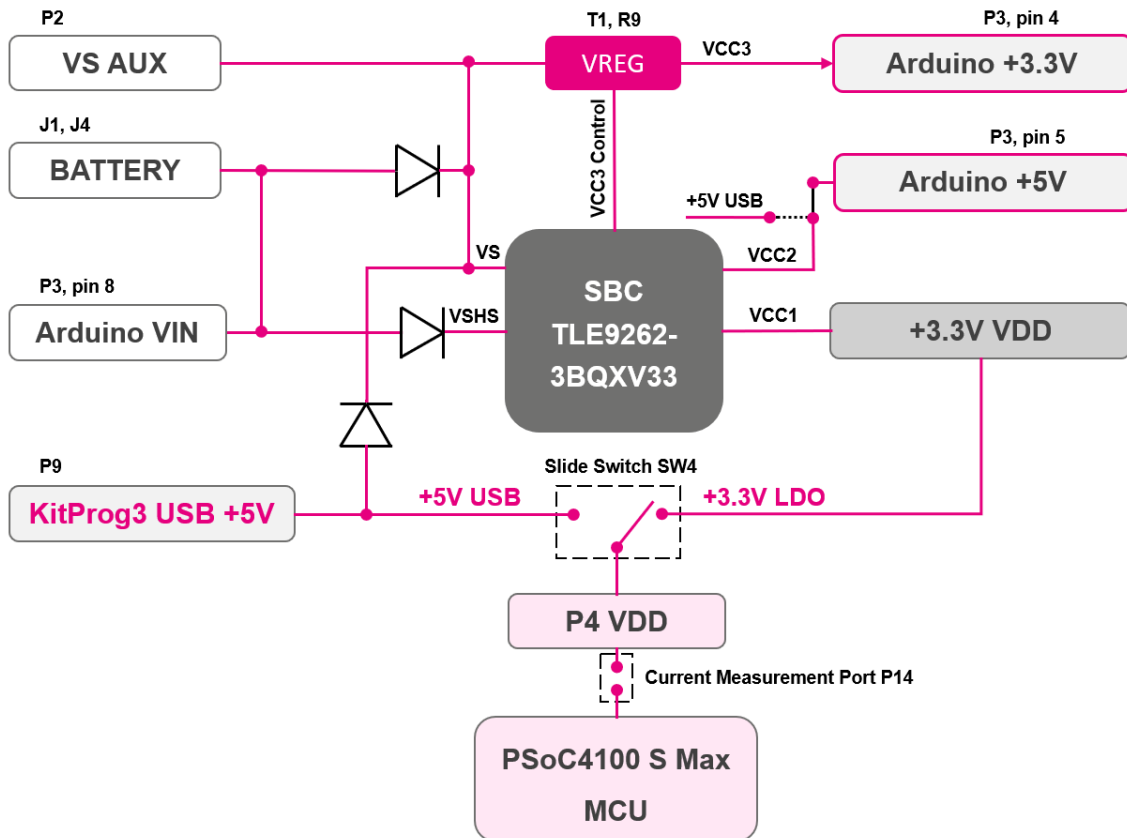 P2
T1, R9
P3, pin 4
VS AUX
VREG
VCC3
Arduino +3.3V
J1, J4
BATTERY
VCC3 Control
P3, pin 5
Arduino +5V
+5V USB
VS
VCC2
P3, pin 8
Arduino VIN
VSHS
SBC
TLE9262-
3BQXV33
VCC1
+3.3V VDD
P9
KitProg3 USB +5V
Slide Switch SW4
+5V USB
+3.3V LDO
P4 VDD
Current Measurement Port P14
PSoC4100 S Max
MCU